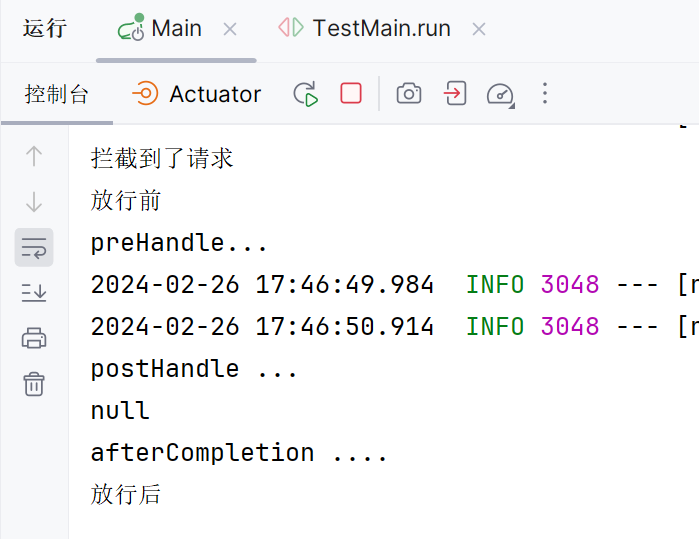 运行 Main TestMain.run
控制台 Actuator
拦截到了请求
放行前
preHandle...
2024-02-26 17:46:49.984  INFO 3048 --- [n
2024-02-26 17:46:50.914  INFO 3048 --- [n
postHandle ...
null
afterCompletion ....
放行后